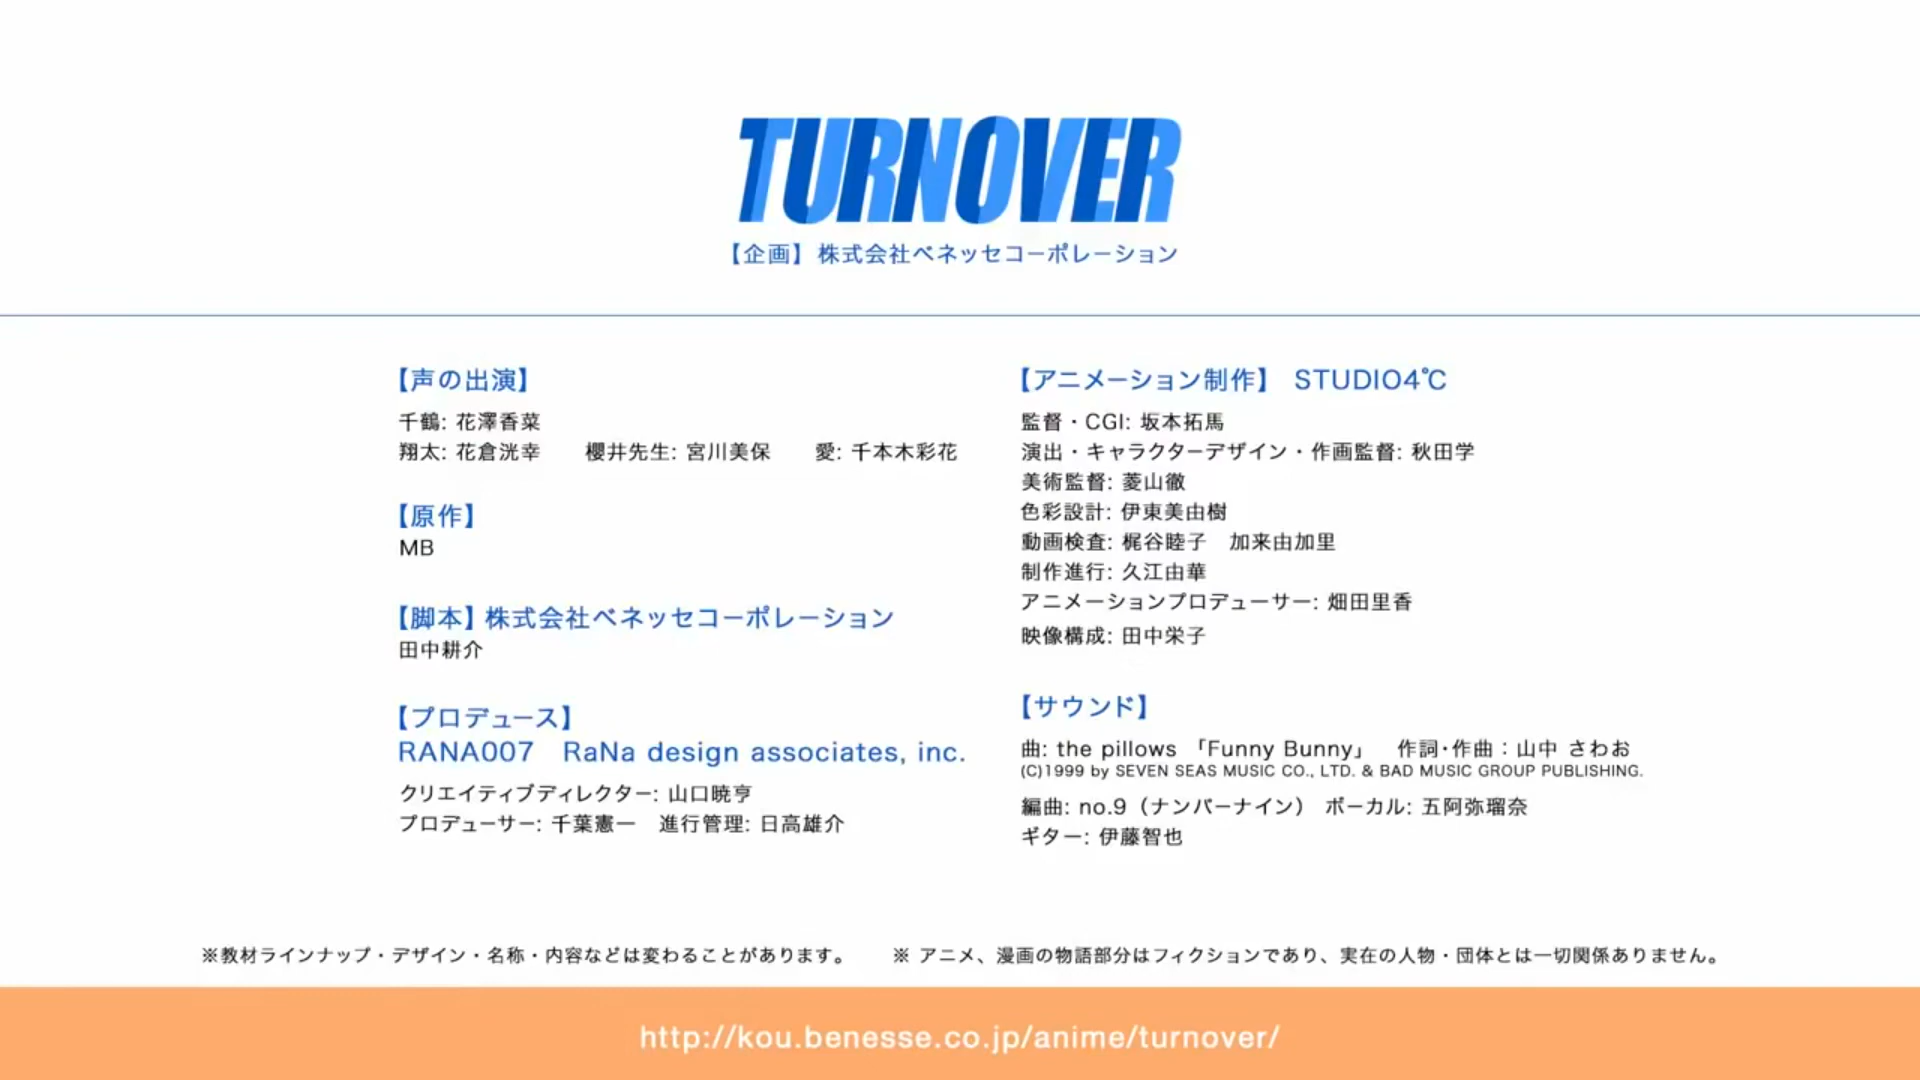 TURNOVER
【企画】株式会社ベネッセコーポレーション
【声の出演】
千鶴: 花澤香菜
翔太: 花倉洸幸　櫻井先生: 宮川美保　愛: 千本木彩花
【原作】
MB
【脚本】株式会社ベネッセコーポレーション
田中耕介
【プロデュース】
RANA007　RaNa design associates, inc.
クリエイティブディレクター: 山口暁亨
プロデューサー: 千葉憲一　進行管理: 日高雄介
【アニメーション制作】　STUDIO4℃
監督・CGI: 坂本拓馬
演出・キャラクターデザイン・作画監督: 秋田学
美術監督: 菱山徹
色彩設計: 伊東美由樹
動画検査: 梶谷睦子　加来由加里
制作進行: 久江由華
アニメーションプロデューサー: 畑田里香
映像構成: 田中栄子
【サウンド】
曲: the pillows 「Funny Bunny」　作詞・作曲：山中 さわお
(C)1999 by SEVEN SEAS MUSIC CO., LTD. & BAD MUSIC GROUP PUBLISHING.
編曲: no.9（ナンバーナイン）　ボーカル: 五阿弥瑠奈
ギター: 伊藤智也
※教材ラインナップ・デザイン・名称・内容などは変わることがあります。　※ アニメ、漫画の物語部分はフィクションであり、実在の人物・団体とは一切関係ありません。
http://kou.benesse.co.jp/anime/turnover/